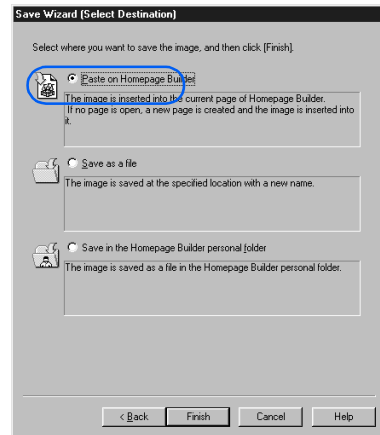 Save Wizard (Select Destination)
Select where you want to save the image, and then click [Finish].
Paste on Homepage Builder
The image is inserted into the current page of Homepage Builder.
If no page is open, a new page is created and the image is inserted into
it.
Save as a file
The image is saved at the specified location with a new name.
Save in the Homepage Builder personal folder
The image is saved as a file in the Homepage Builder personal folder.
< Back
Finish
Cancel
Help